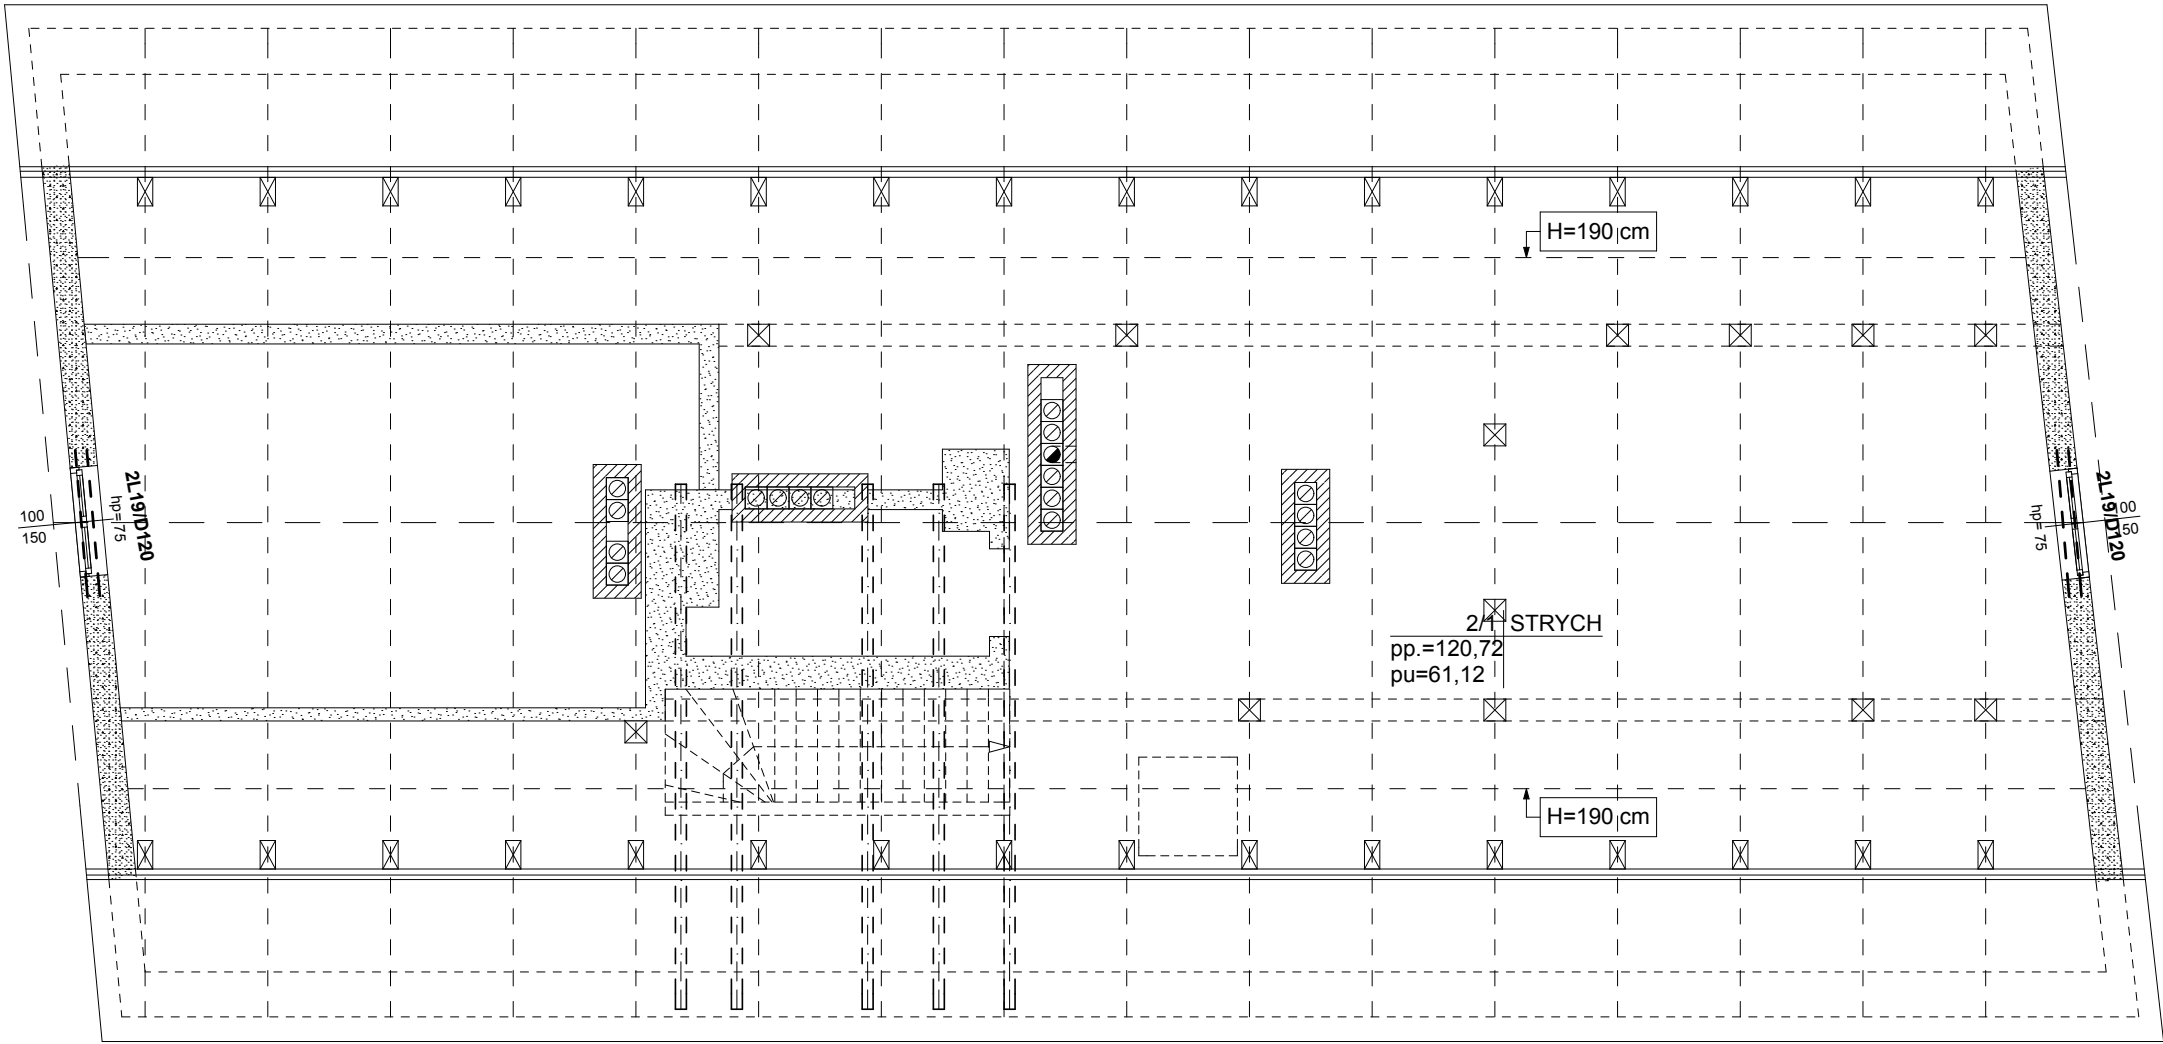 H=190 cm
2L19/D120
hp=75
100
150
2L19/D120
hp=75
00
50
2/1 STRYCH
pp.=120,72
pu=61,12
H=190 cm